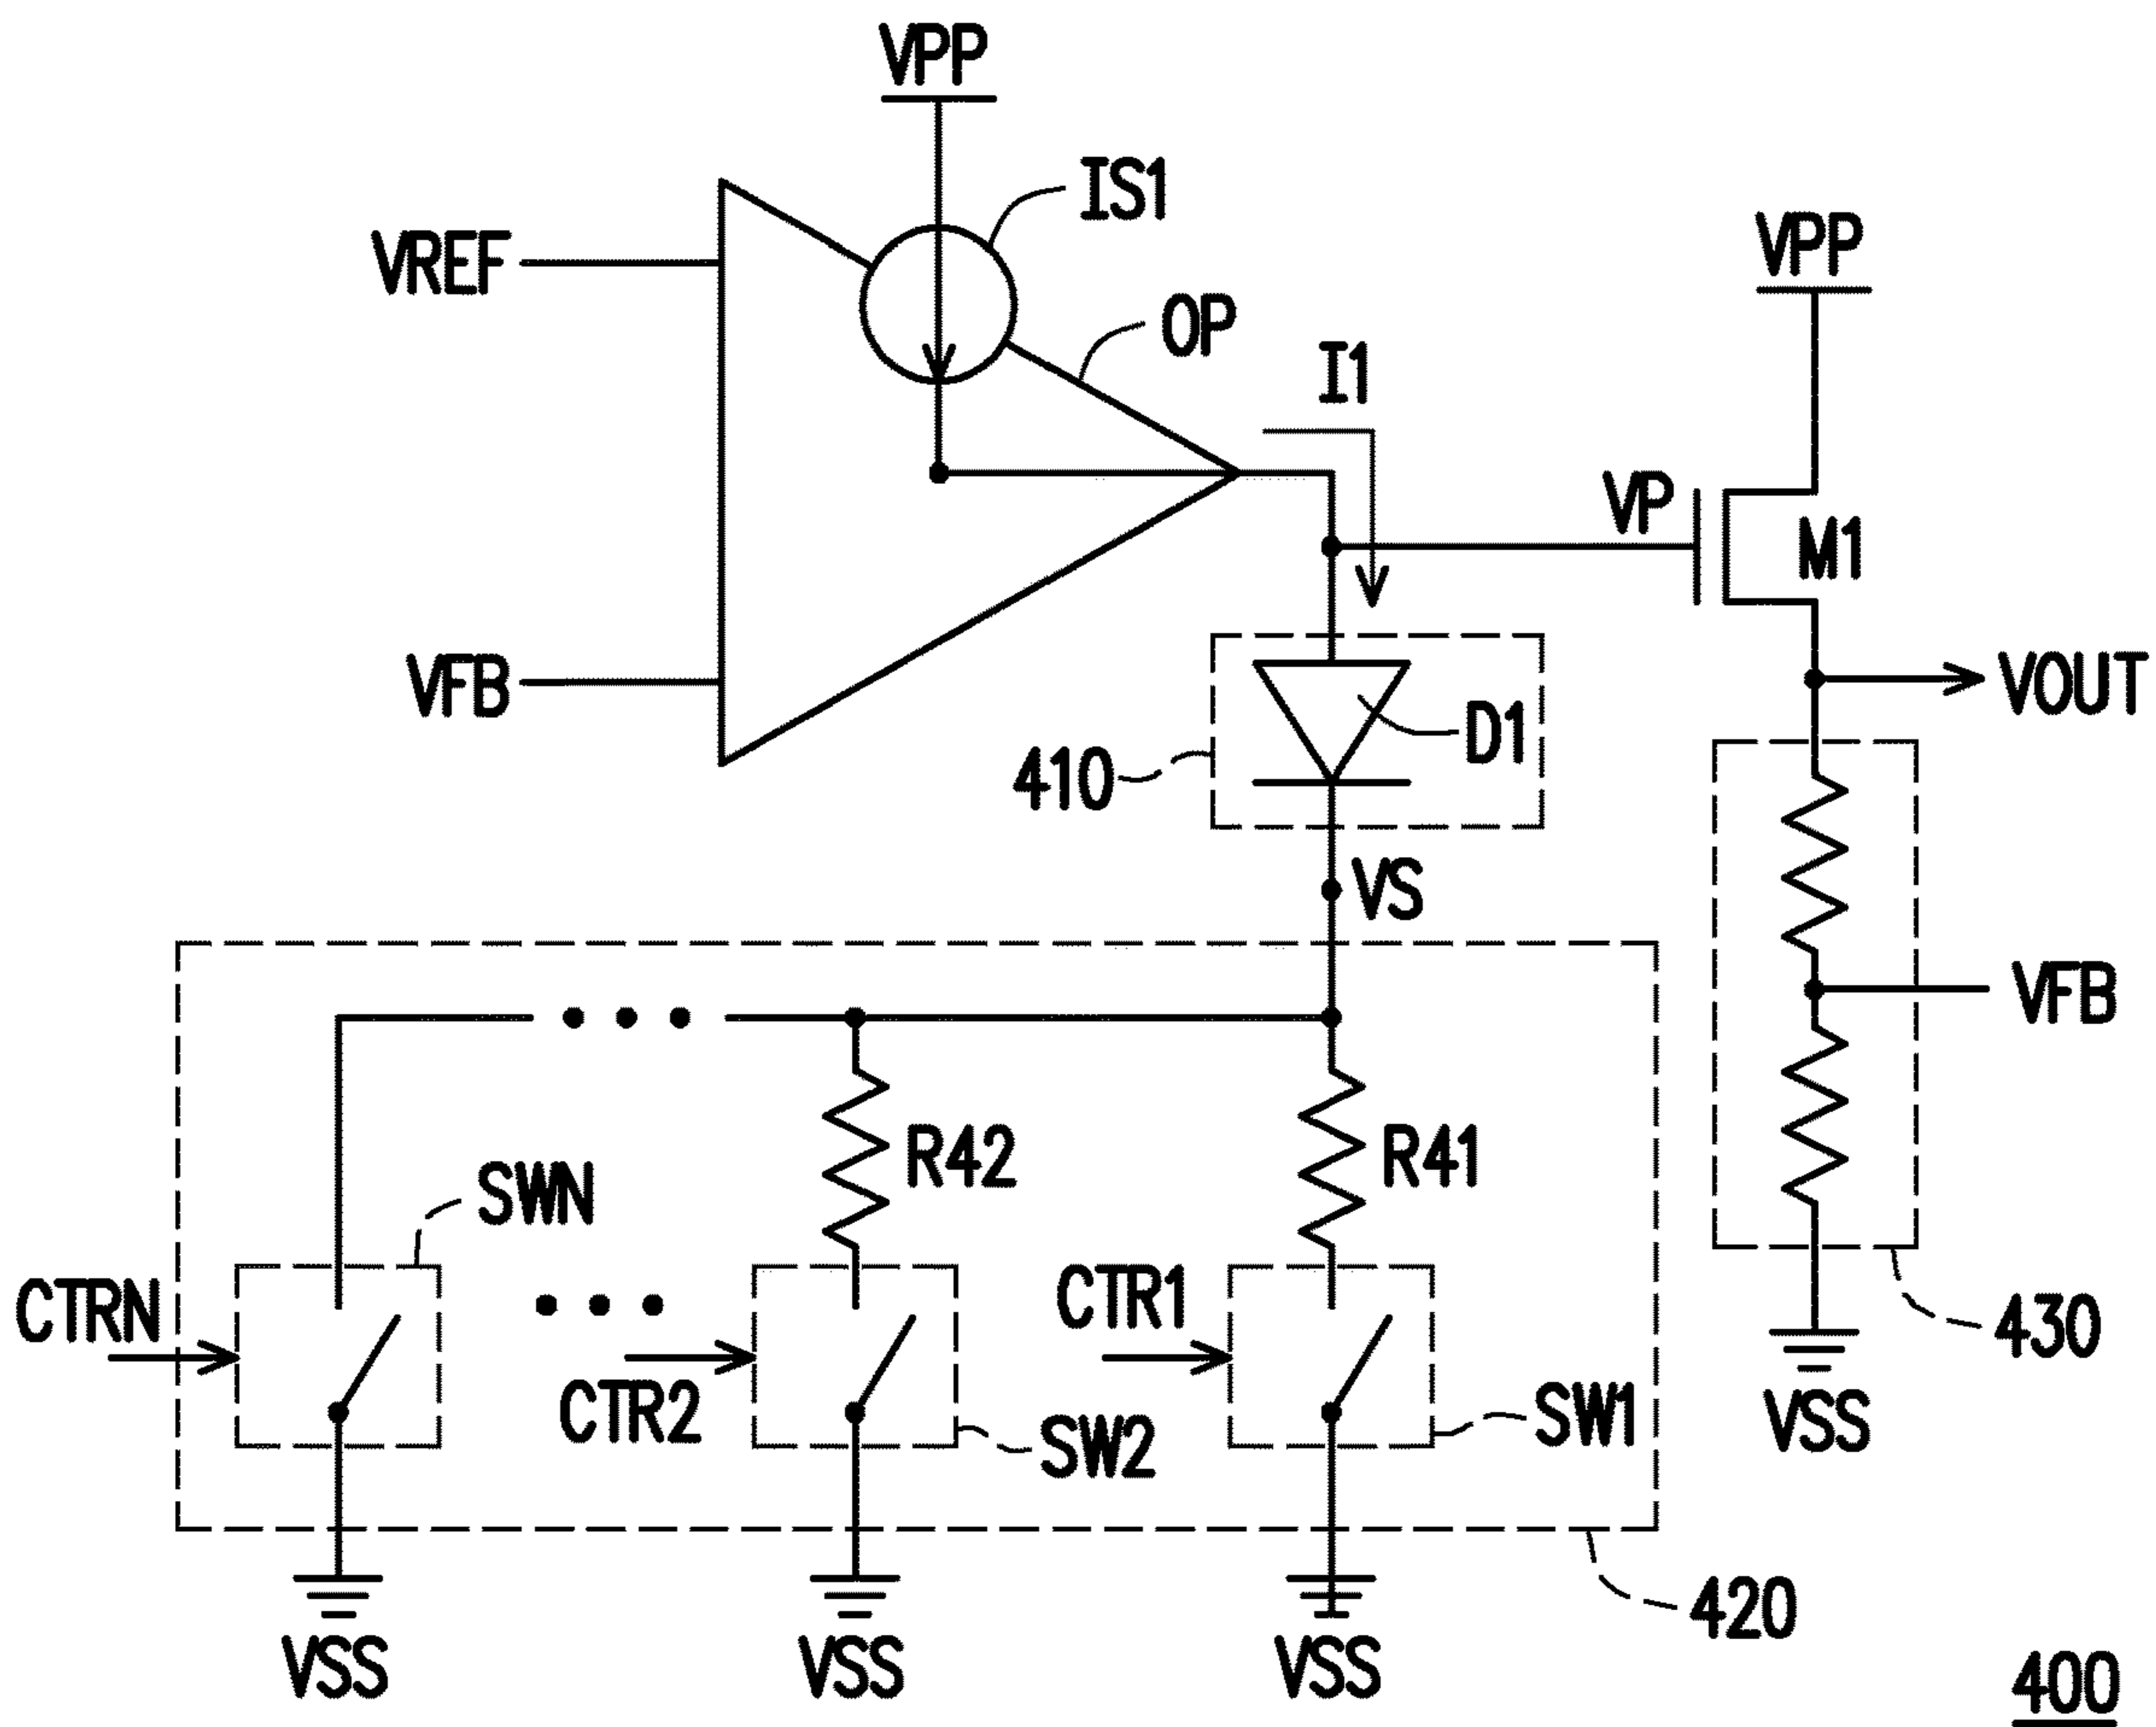 VPP
IS1
VREF
OP
VPP
I1
VP
M1
VFB
VOUT
D1
410
VS
VFB
R42
R41
SWN
CTRN
CTR1
430
CTR2
SW2
SW1
VSS
420
VSS
VSS
VSS
400